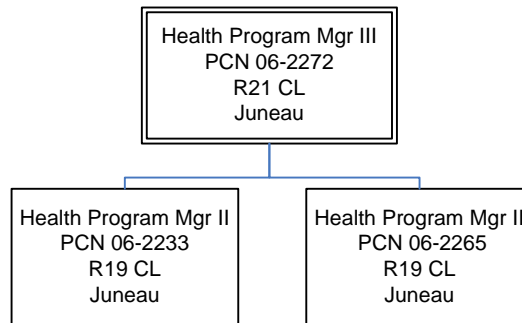 Health Program Mgr III
PCN 06-2272
R21 CL
Juneau
Health Program Mgr II
PCN 06-2233
R19 CL
Juneau
Health Program Mgr II
PCN 06-2265
R19 CL
Juneau